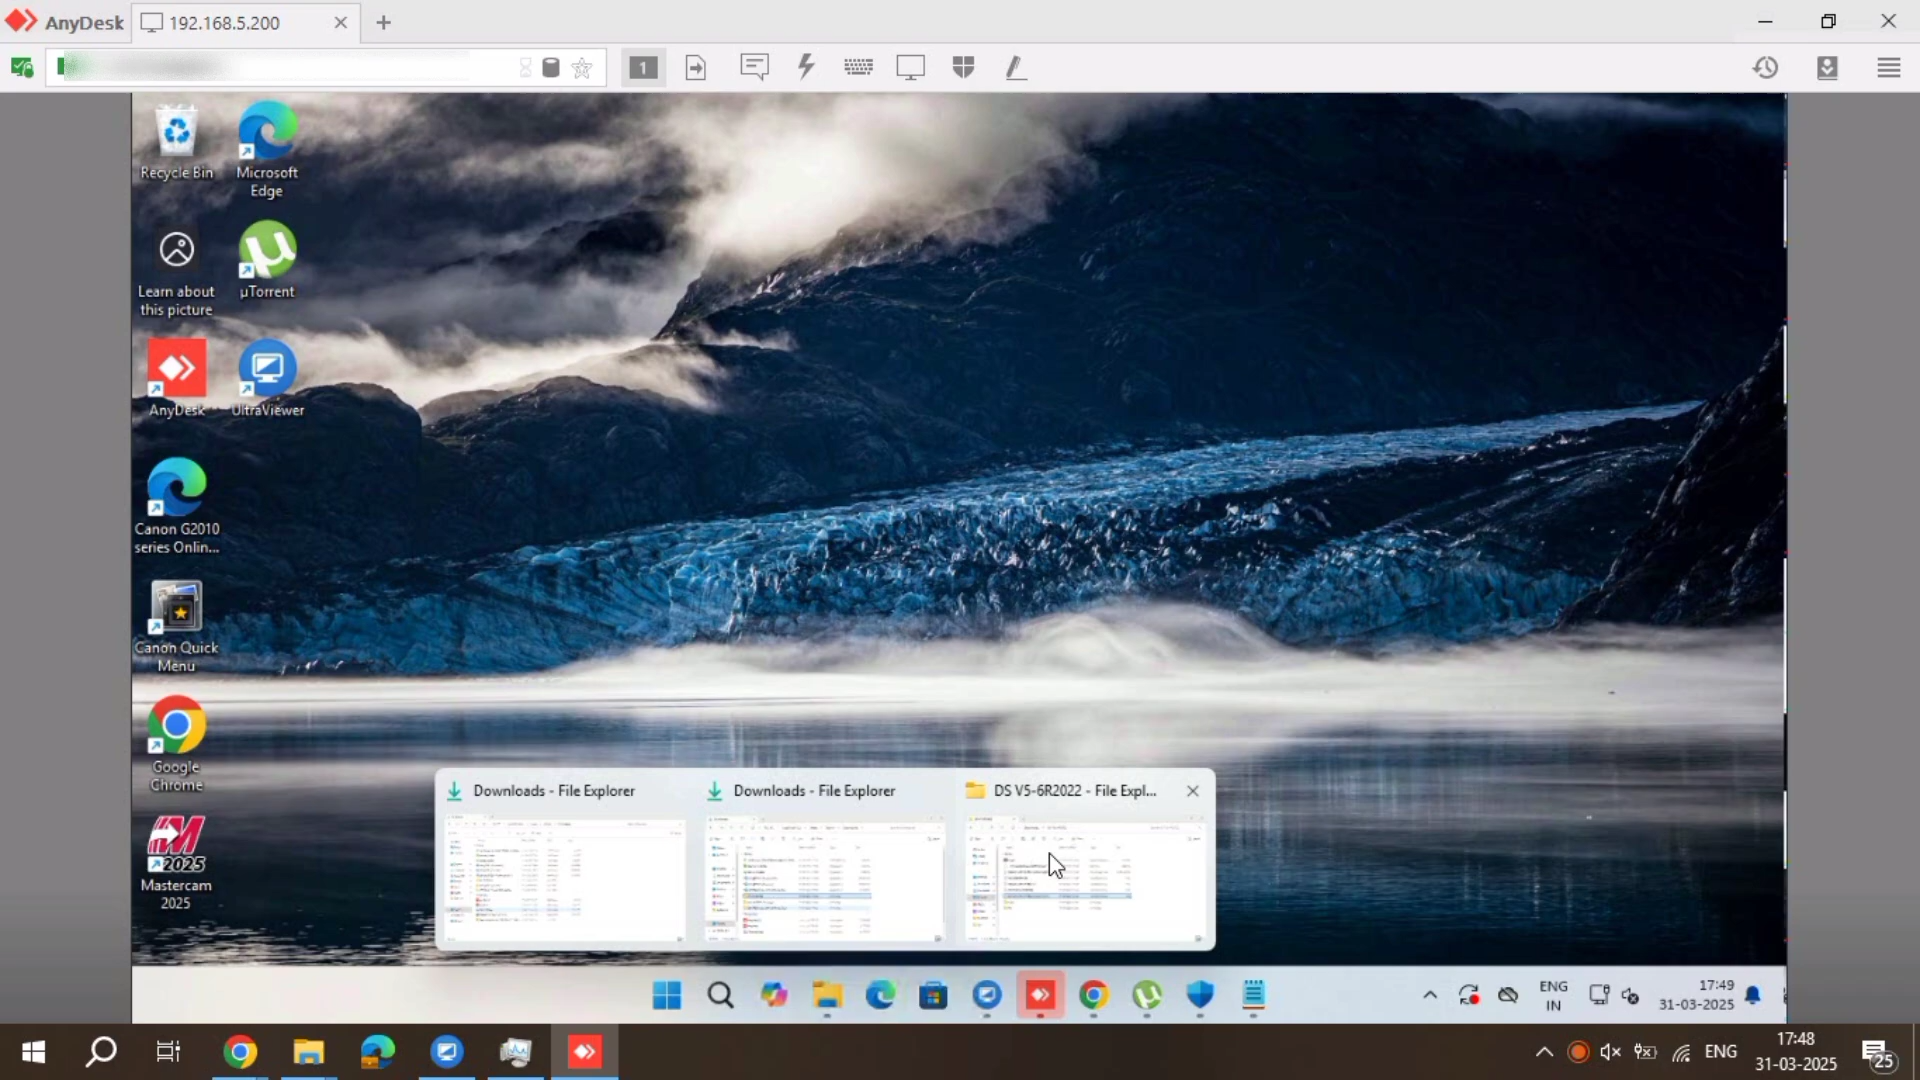 AnyDesk
192.168.5.200
1
Recycle Bin
Microsoft
Edge
Learn about
this picture
µTorrent
AnyDesk
UltraViewer
Canon G2010
series Onlin...
Canon Quick
Menu
Google
Chrome
2025
Mastercam
2025
Downloads - File Explorer
Downloads - File Explorer
DS V5-6R2022 - File Expl...
ENG
IN
17:49
31-03-2025
ENG
17:48
31-03-2025
25